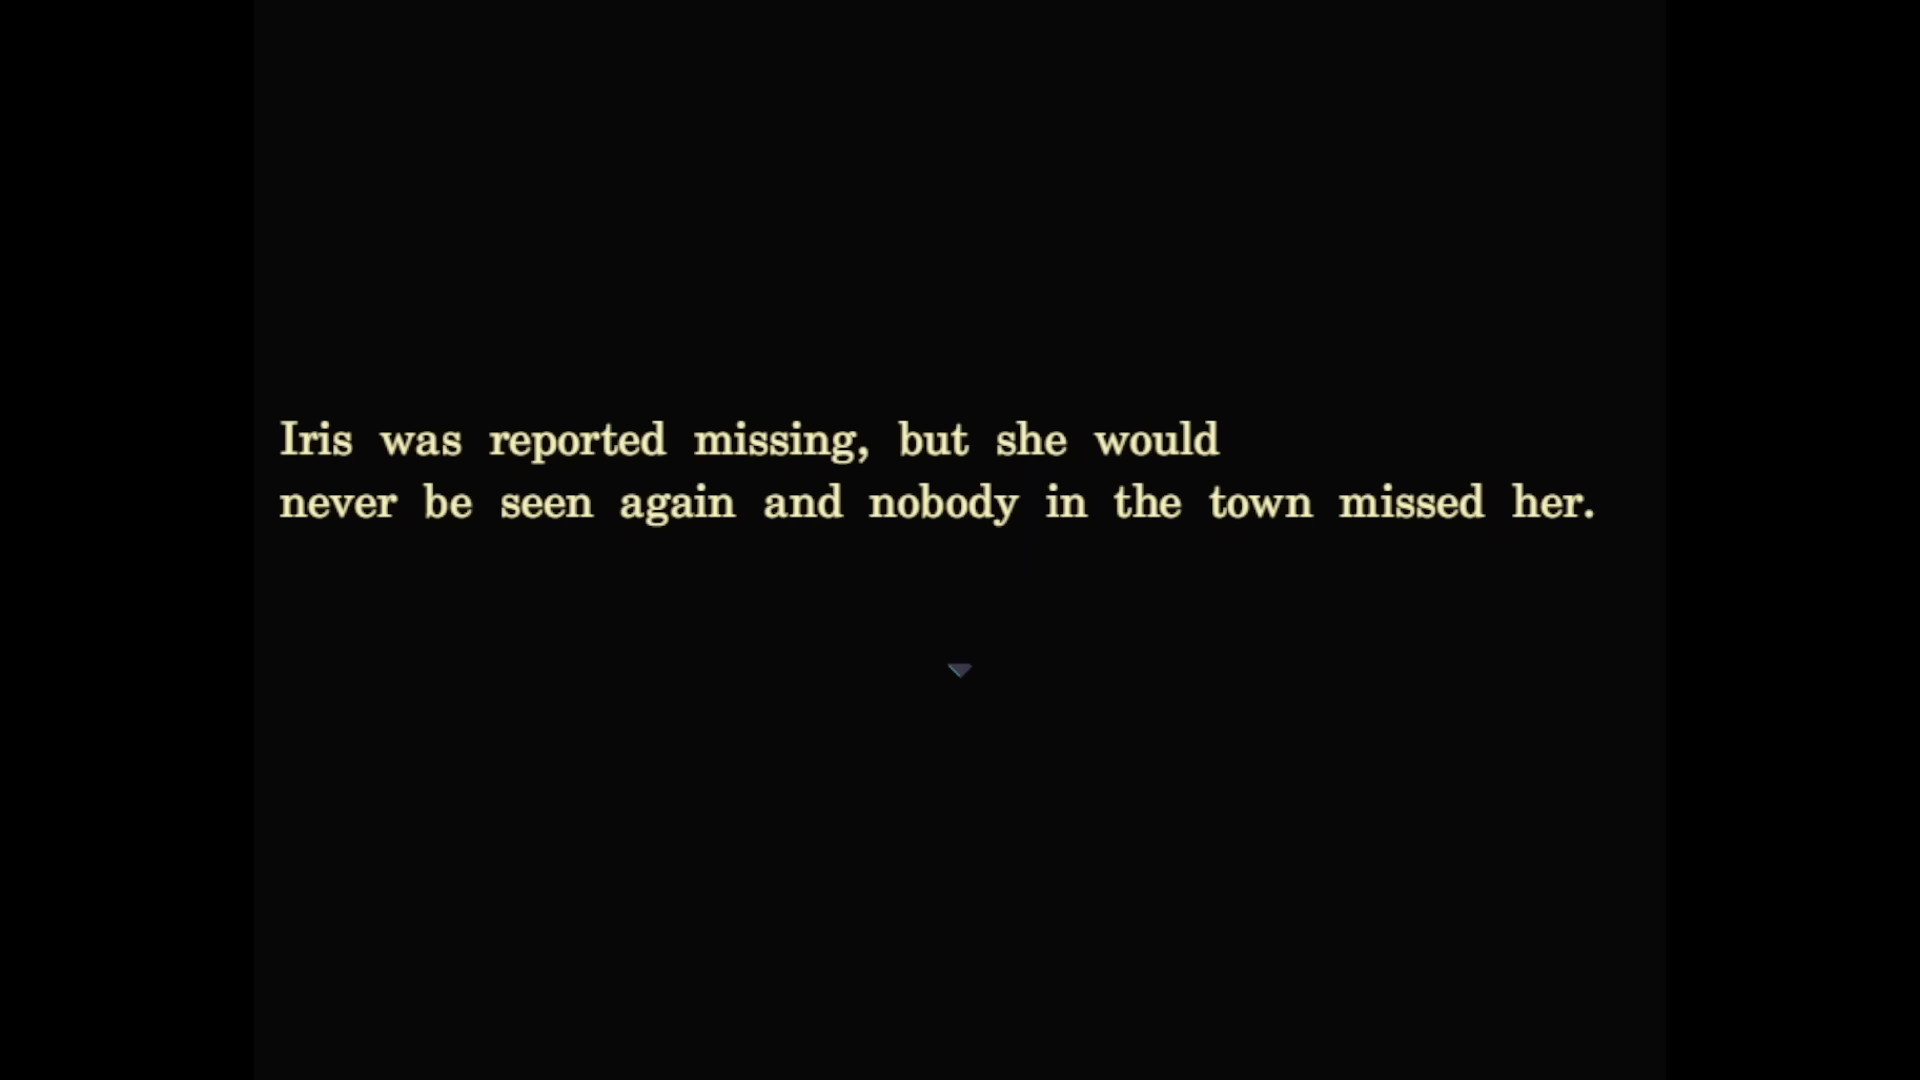 Iris was reported missing, but she would
never be seen again and nobody in the town missed her.